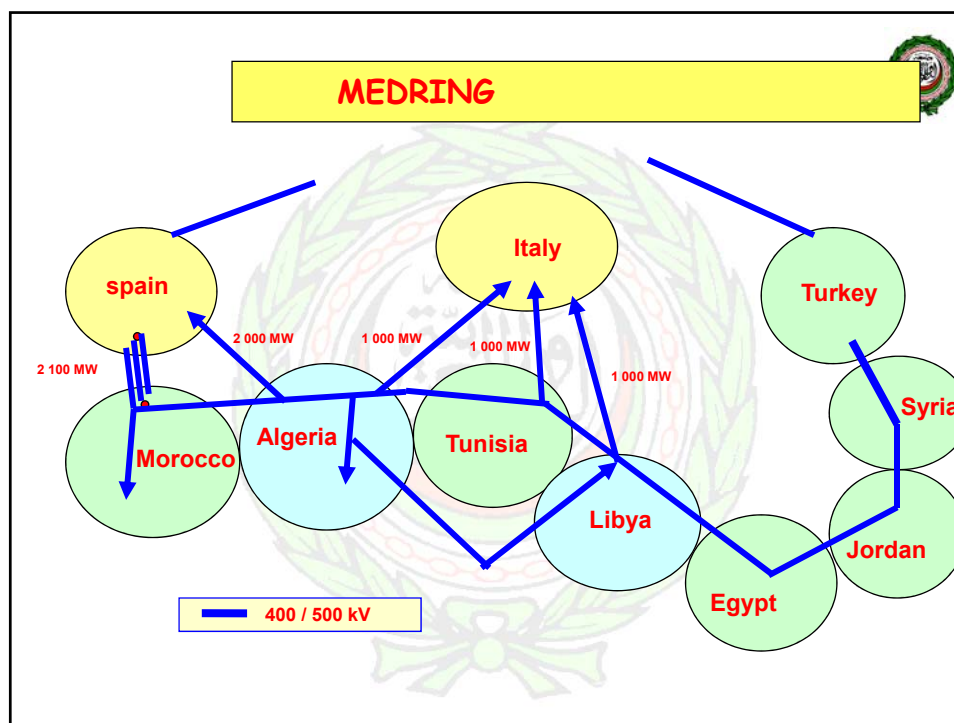 MEDRING
Italy
spain
Turkey
2 000 MW
1 000 MW
1 000 MW
2 100 MW
1 000 MW
Syria
Algeria
Tunisia
Morocco
Libya
Jordan
Egypt
400 / 500 kV